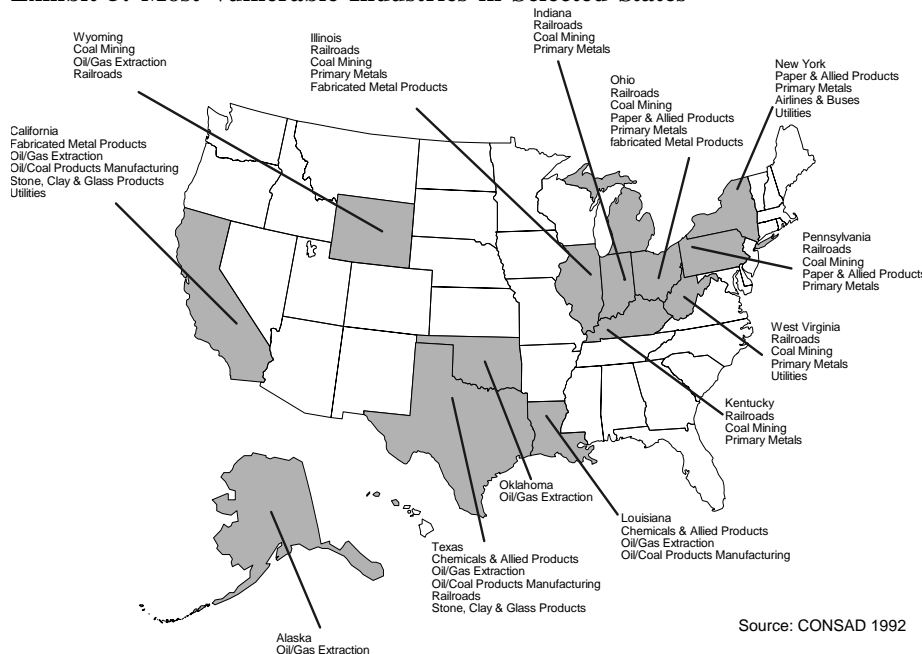 Exhibit 3: Most Vulnerable Industries in Selected States
Wyoming
Coal Mining
Oil/Gas Extraction
Railroads
Illinois
Railroads
Coal Mining
Primary Metals
Fabricated Metal Products
Indiana
Railroads
Coal Mining
Primary Metals
Ohio
Railroads
Coal Mining
Paper & Allied Products
Primary Metals
fabricated Metal Products
New York
Paper & Allied Products
Primary Metals
Airlines & Buses
Utilities
California
Fabricated Metal Products
Oil/Gas Extraction
Oil/Coal Products Manufacturing
Stone, Clay & Glass Products
Utilities
Pennsylvania
Railroads
Coal Mining
Paper & Allied Products
Primary Metals
West Virginia
Railroads
Coal Mining
Primary Metals
Utilities
Kentucky
Railroads
Coal Mining
Primary Metals
Oklahoma
Oil/Gas Extraction
Louisiana
Chemicals & Allied Products
Oil/Gas Extraction
Oil/Coal Products Manufacturing
Texas
Chemicals & Allied Products
Oil/Gas Extraction
Oil/Coal Products Manufacturing
Railroads
Stone, Clay & Glass Products
Alaska
Oil/Gas Extraction
Source: CONSAD 1992